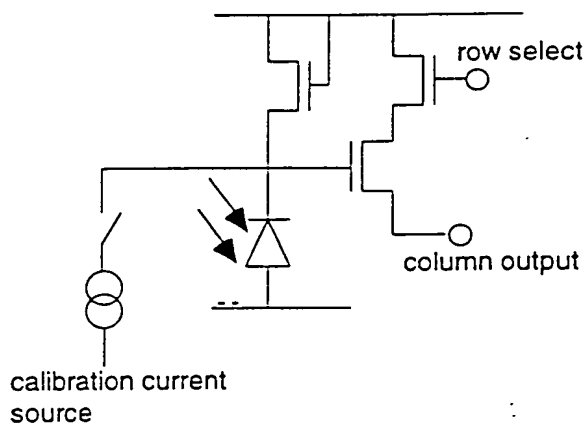 row select
column output
calibration current
source